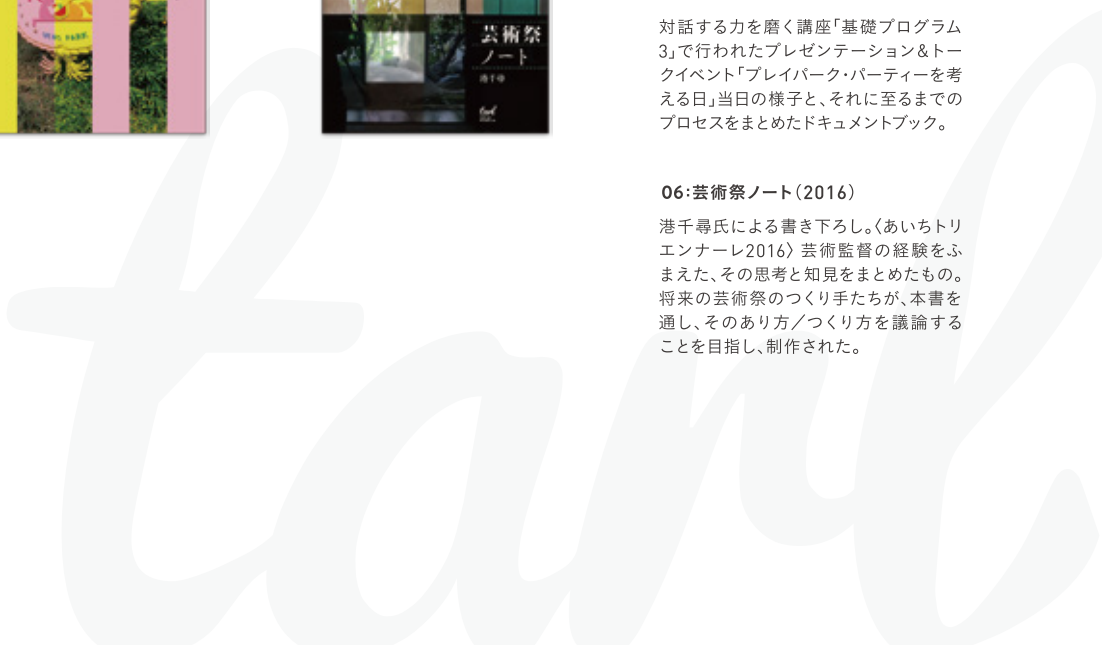 PARK
芸術祭
ノート
港千尋
tarl
対話する力を磨く講座「基礎プログラム
3」で行われたプレゼンテーション&トー
クイベント「プレイパーク・パーティーを考
える日」当日の様子と、それに至るまでの
プロセスをまとめたドキュメントブック。
06:芸術祭ノート(2016)
港千尋氏による書き下ろし。〈あいちトリ
エンナーレ2016〉芸術監督の経験をふ
まえた、その思考と知見をまとめたもの。
将来の芸術祭のつくり手たちが、本書を
通し、そのあり方／つくり方を議論する
ことを目指し、制作された。
tarl